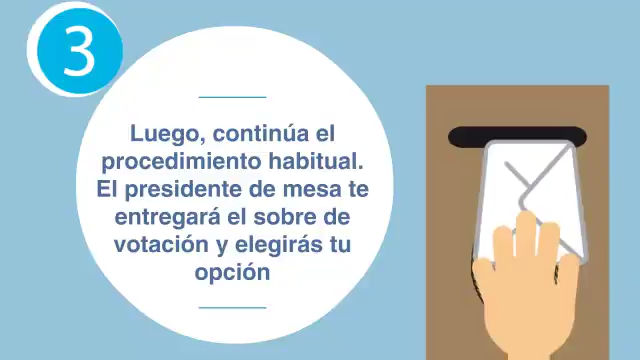 3
Luego, continúa el
procedimiento habitual.
El presidente de mesa te
entregará el sobre de
votación y elegirás tu
opción